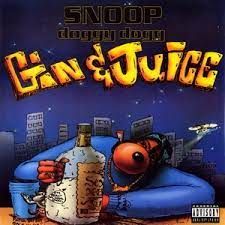 SNOOP
doggy dogg
GIN & JUICE
PARENTAL
ADVISORY
EXPLICIT LYRICS